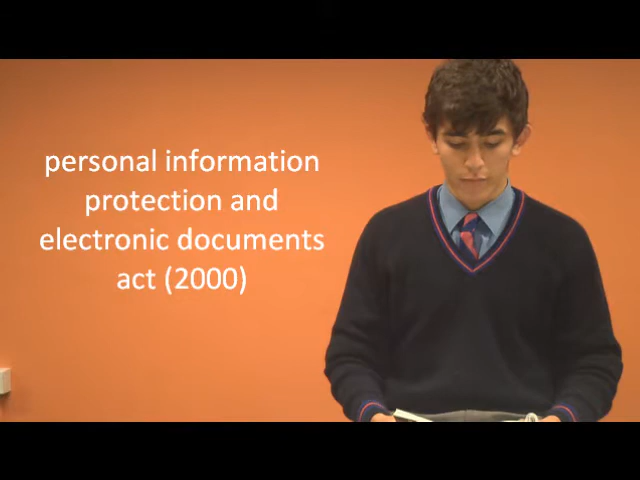 personal information
protection and
electronic documents
act (2000)